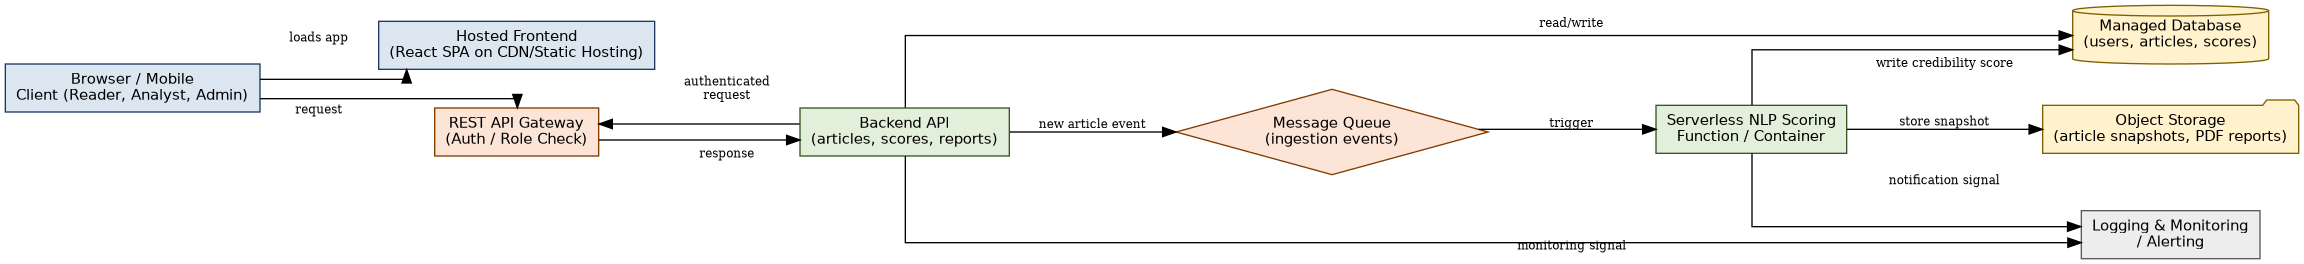 Browser / Mobile
Client (Reader, Analyst, Admin)
loads app
request
Hosted Frontend
(React SPA on CDN/Static Hosting)
REST API Gateway
(Auth / Role Check)
authenticated
request
response
Backend API
(articles, scores, reports)
new article event
Message Queue
(ingestion events)
trigger
read/write
monitoring signal
Serverless NLP Scoring
Function / Container
write credibility score
store snapshot
notification signal
Managed Database
(users, articles, scores)
Object Storage
(article snapshots, PDF reports)
Logging & Monitoring
/ Alerting